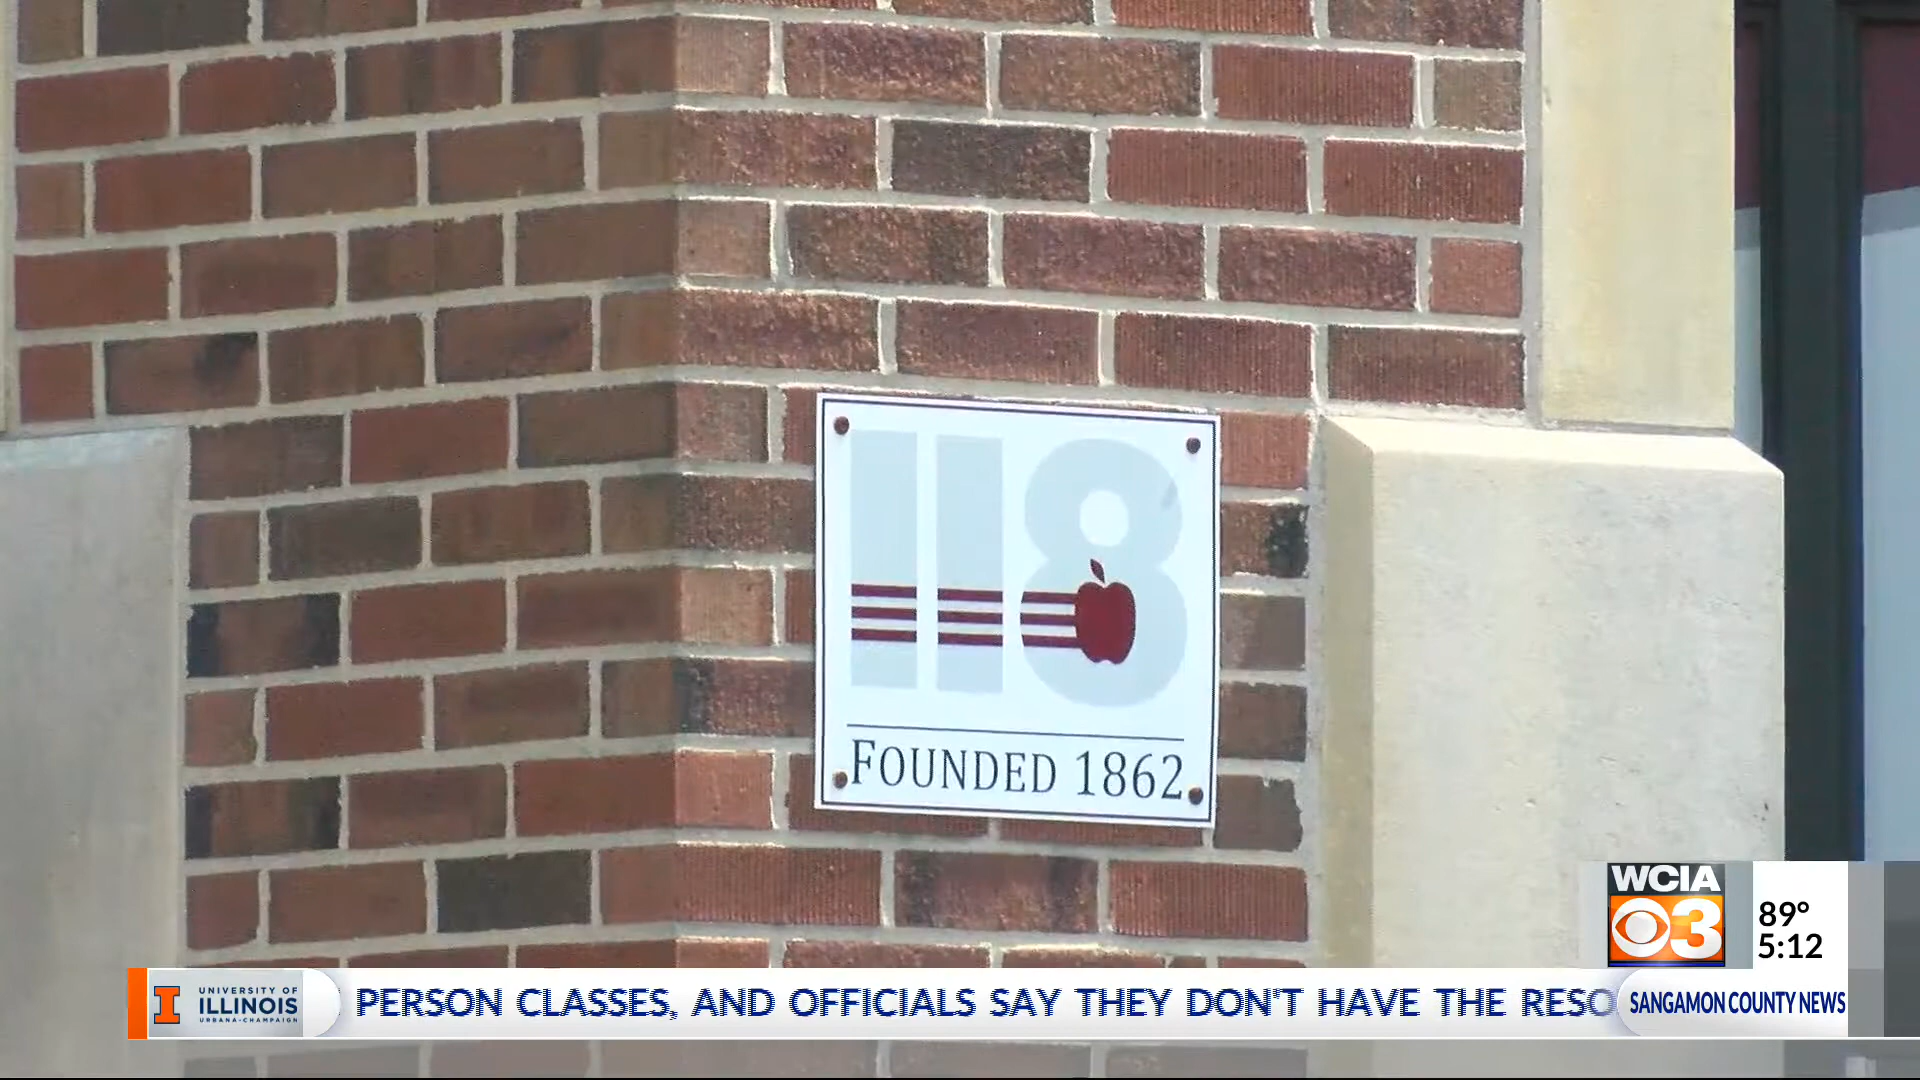 118
FOUNDED 1862
WCIA
3
89°
5:12
I UNIVERSITY OF
ILLINOIS
URBANA-CHAMPAIGN
PERSON CLASSES, AND OFFICIALS SAY THEY DON'T HAVE THE RESO
SANGAMON COUNTY NEWS